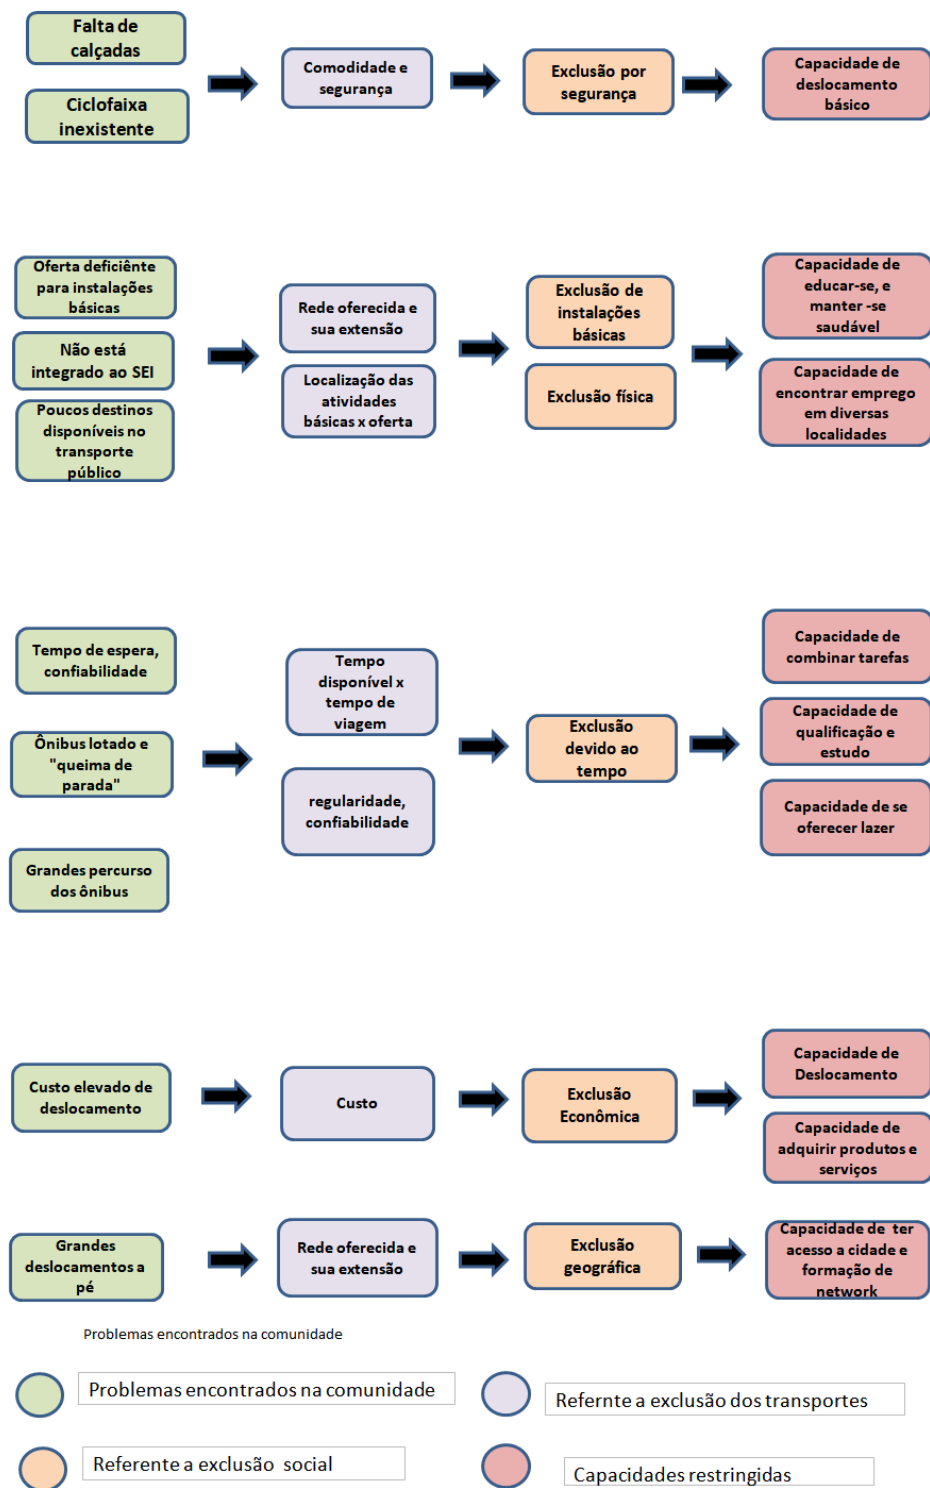 Falta de
calçadas
Ciclofaixa
inexistente
Comodidade e
segurança
Exclusão por
segurança
Capacidade de
deslocamento
básico
Oferta deficiênte
para instalações
básicas
Não está
integrado ao SEI
Poucos destinos
disponíveis no
transporte
público
Rede oferecida e
sua extensão
Localização das
atividades
básicas x oferta
Exclusão de
instalações
básicas
Exclusão física
Capacidade de
educar-se, e
manter -se
saudável
Capacidade de
encontrar emprego
em diversas
localidades
Tempo de espera,
confiabilidade
Ônibus lotado e
"queima de
parada"
Grandes percurso
dos ônibus
Tempo
disponível x
tempo de
viagem
regularidade,
confiabilidade
Exclusão
devido ao
tempo
Capacidade de
combinar tarefas
Capacidade de
qualificação e
estudo
Capacidade de se
oferecer lazer
Custo elevado de
deslocamento
Custo
Exclusão
Econômica
Capacidade de
Deslocamento
Capacidade de
adquirir produtos e
serviços
Grandes
deslocamentos a
pé
Rede oferecida e
sua extensão
Exclusão
geográfica
Capacidade de ter
acesso a cidade e
formação de
network
Problemas encontrados na comunidade
Problemas encontrados na comunidade
Refernte a exclusão dos transportes
Referente a exclusão social
Capacidades restringidas